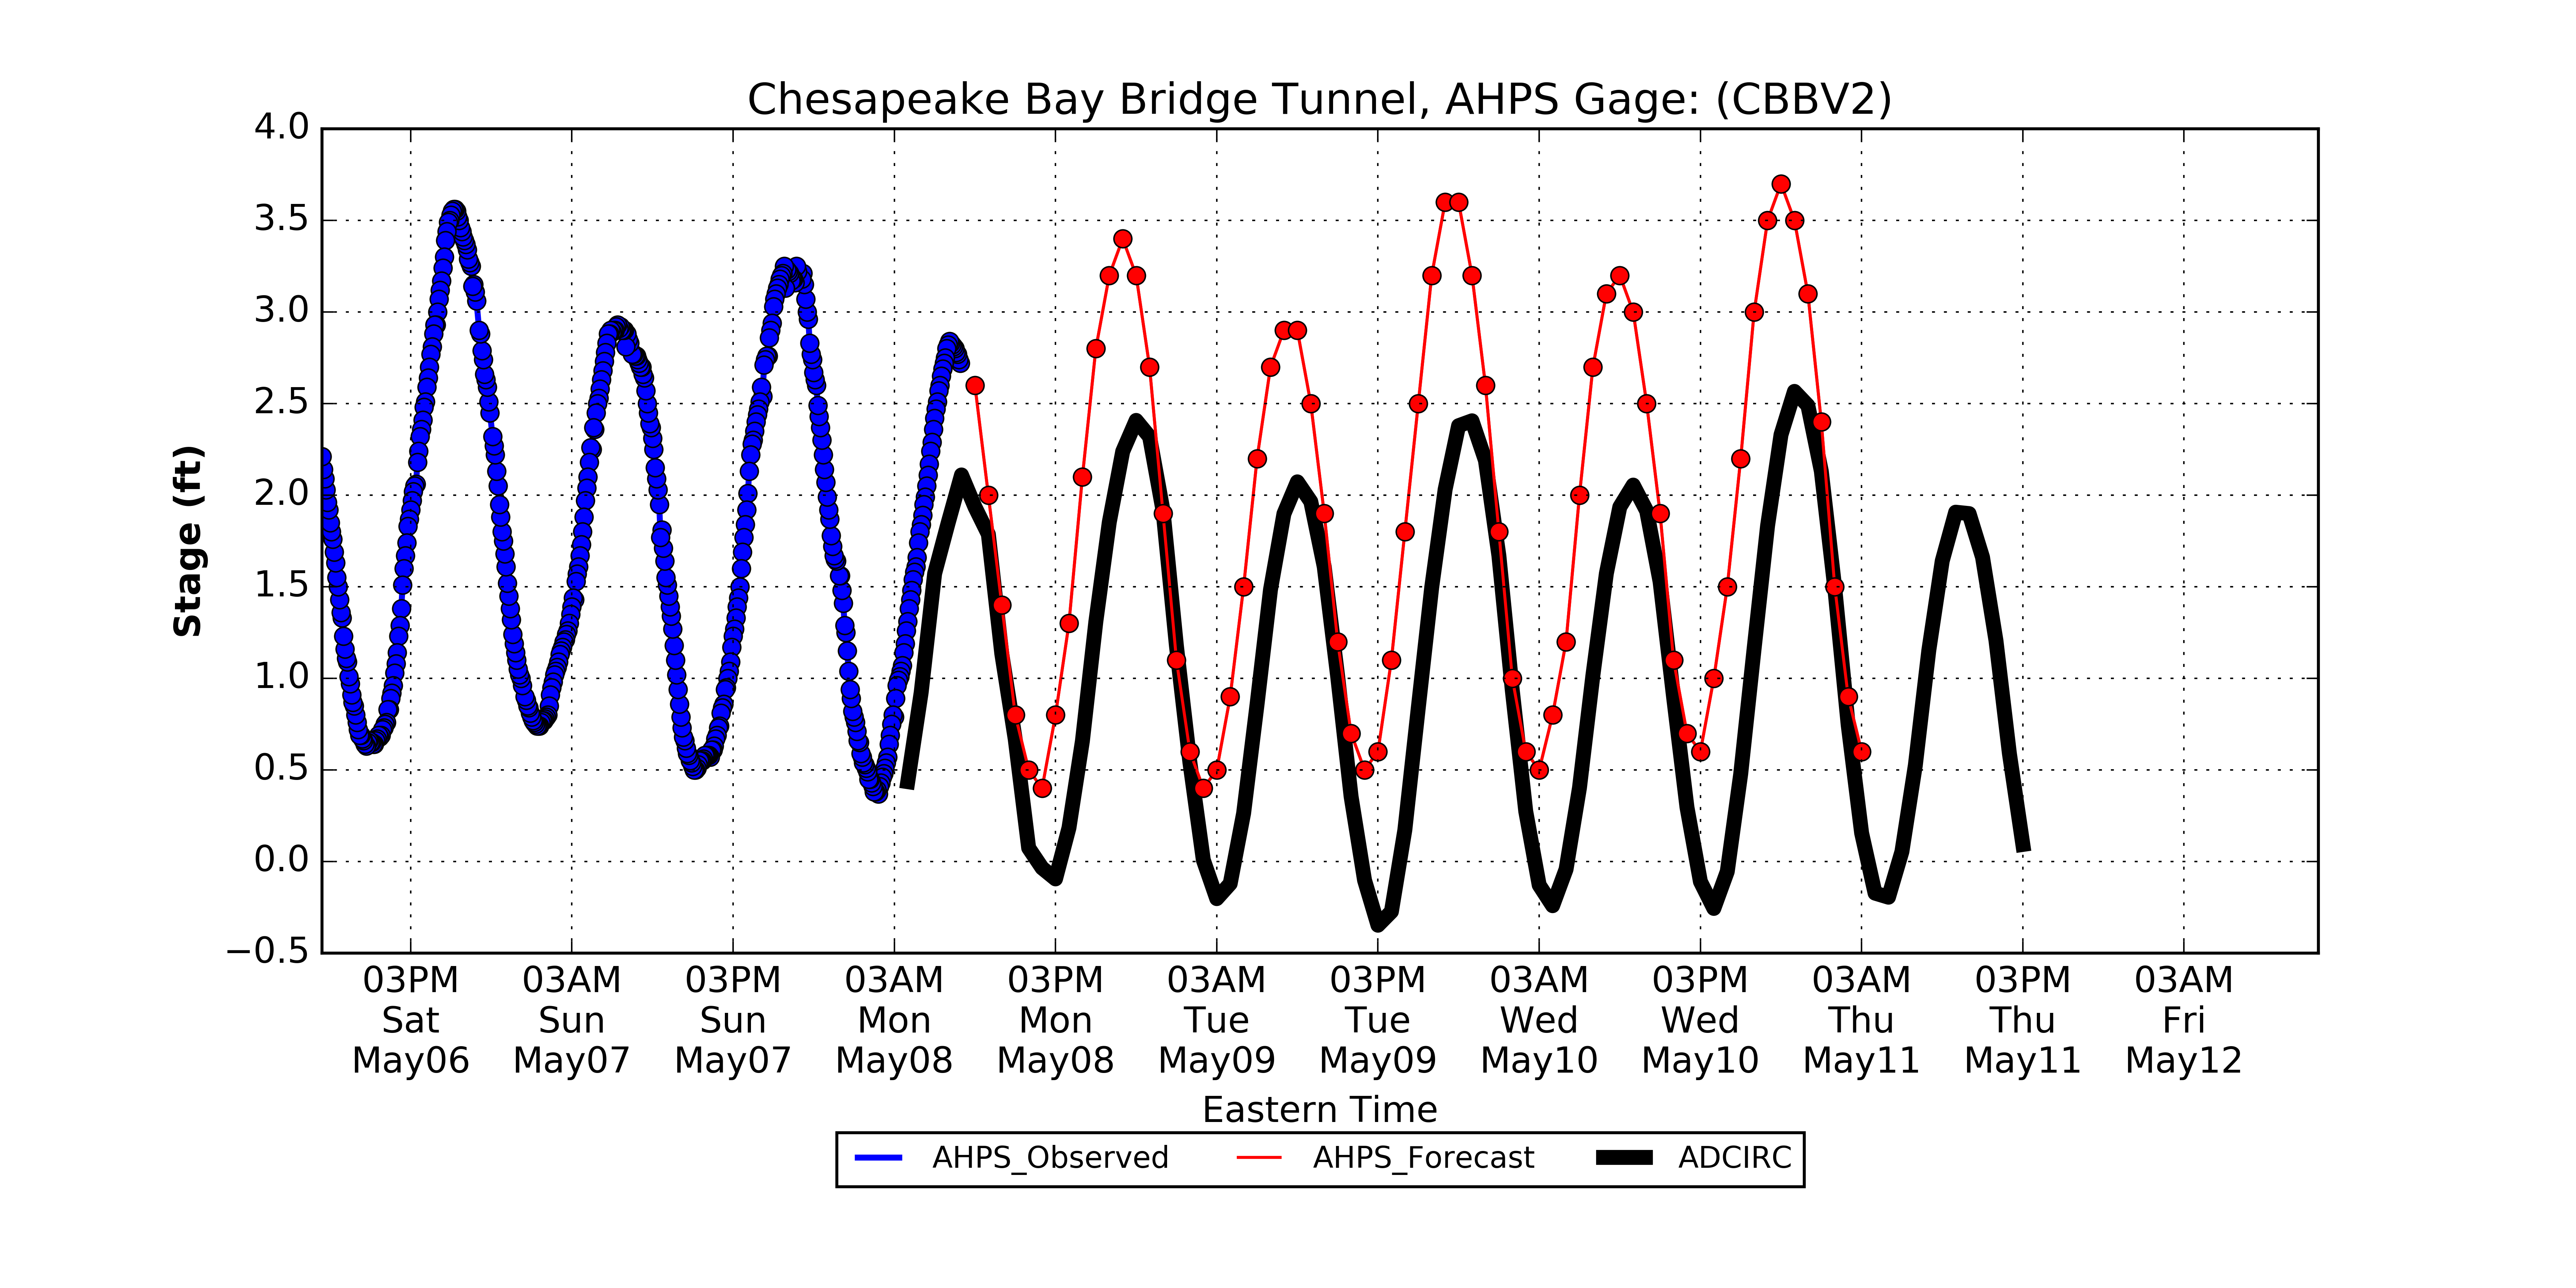 Chesapeake Bay Bridge Tunnel, AHPS Gage: (CBBV2)
4.0
3.5
3.0
2.5
2.0
1.5
1.0
0.5
0.0
−0.5
Stage (ft)
03PM 03AM 03PM 03AM 03PM 03AM 03PM 03AM 03PM 03AM 03PM 03AM
Sat Sun Sun Mon Mon Tue Tue Wed Wed Thu Thu Fri
May06 May07 May07 May08 May08 May09 May09 May10 May10 May11 May11 May12
Eastern Time
AHPS_Observed AHPS_Forecast ADCIRC